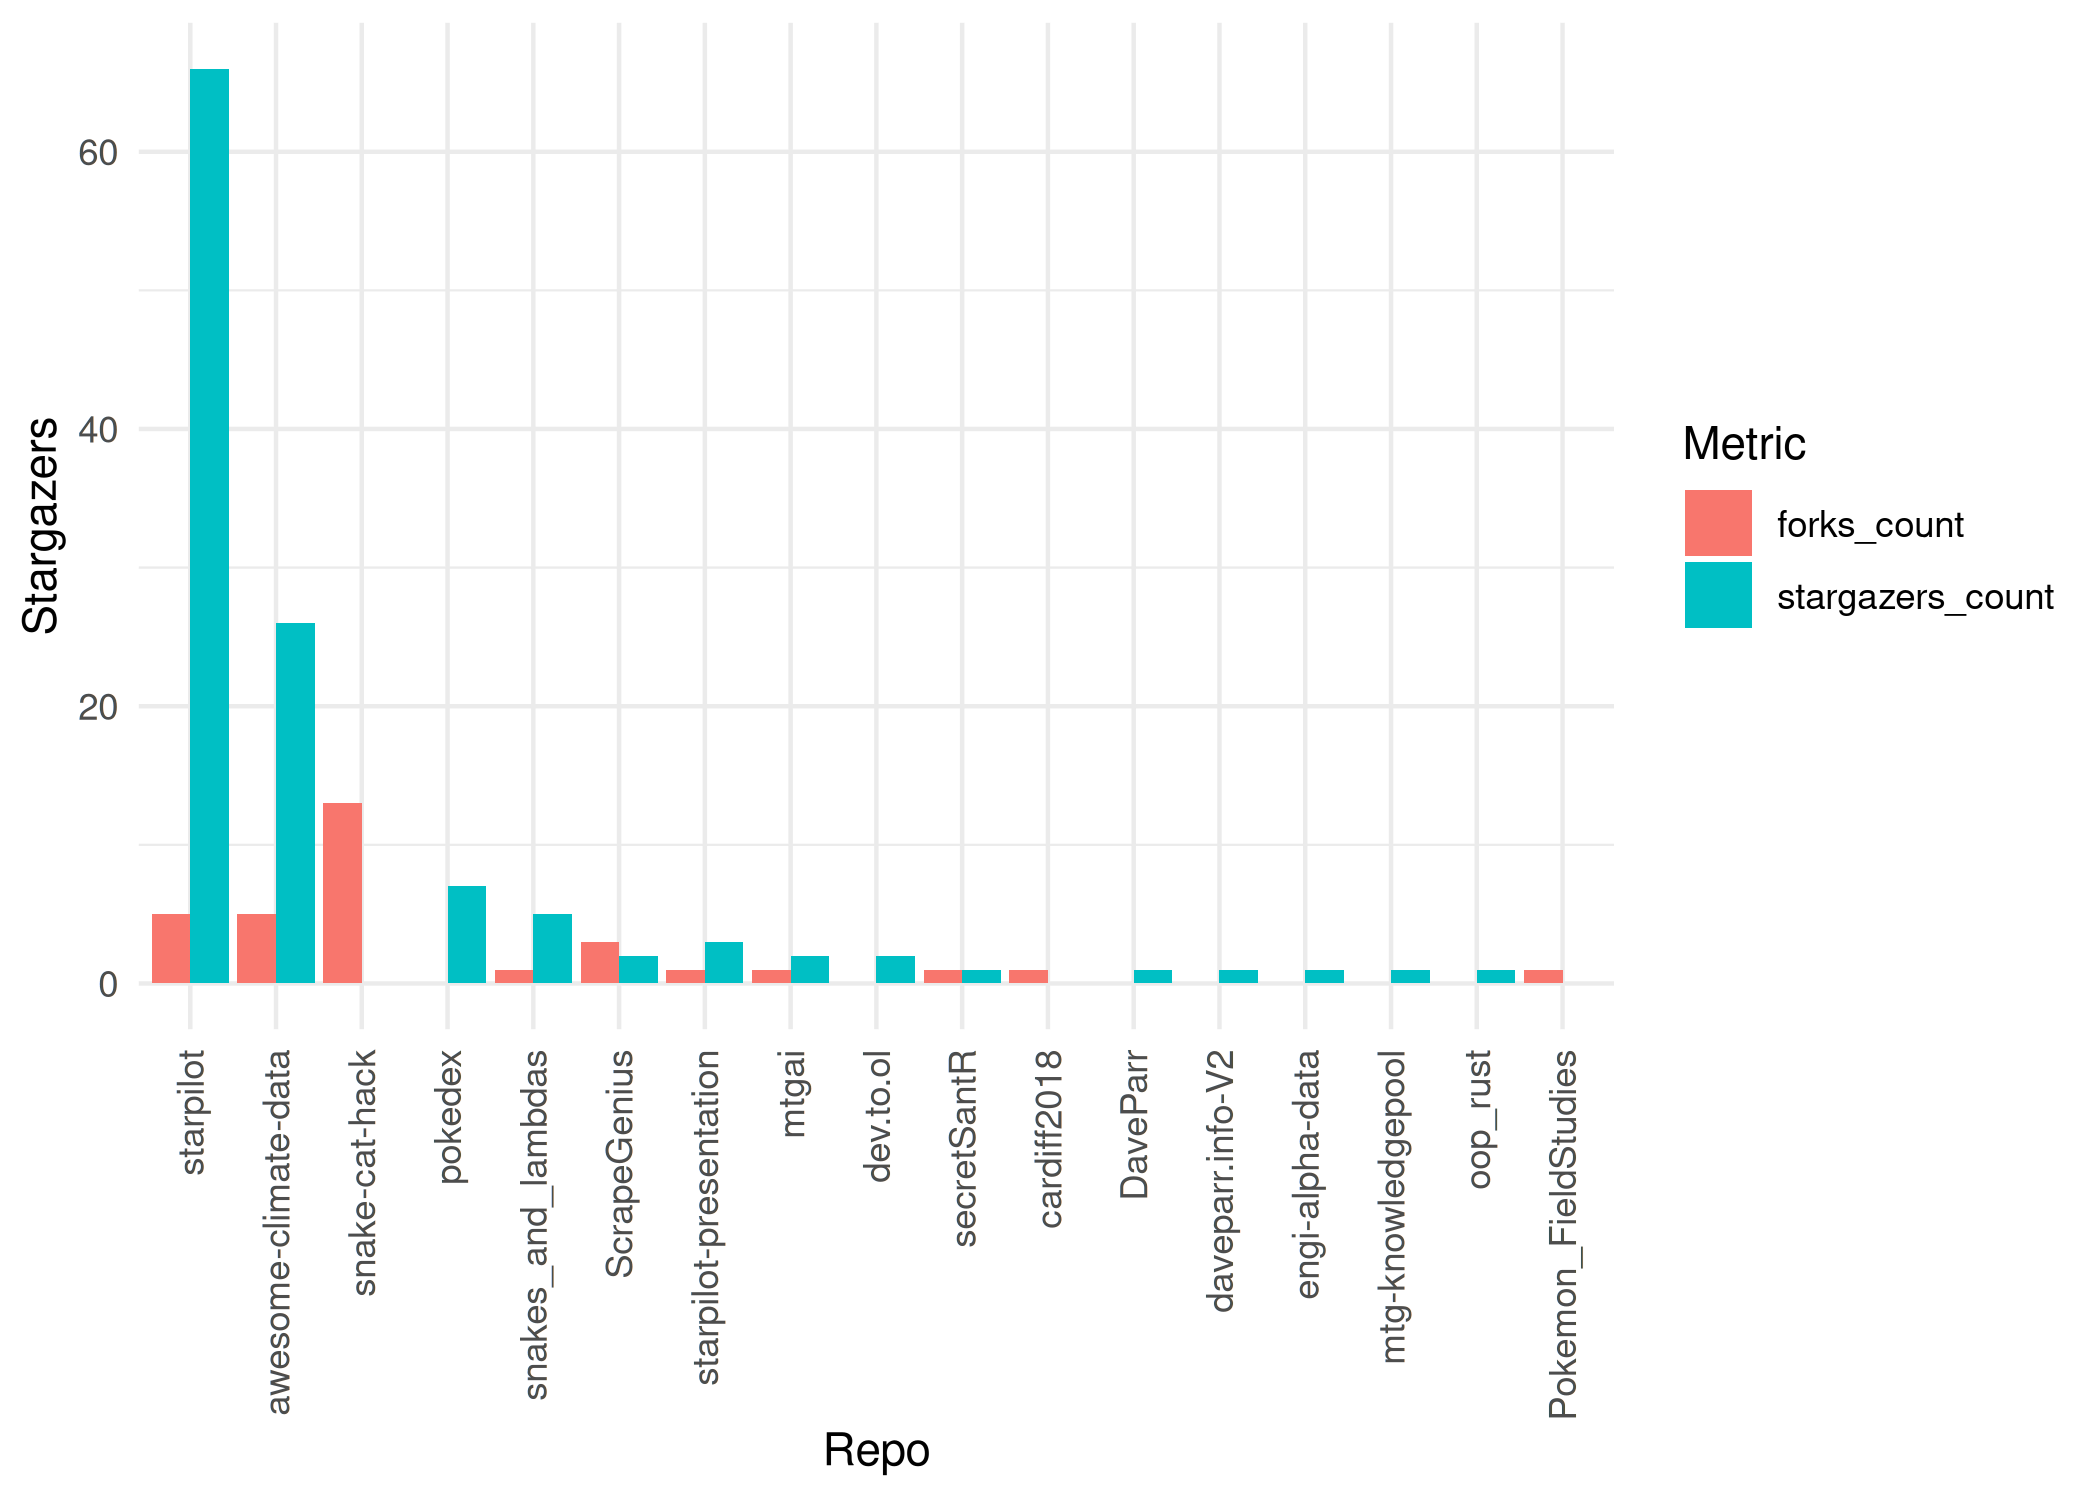 Stargazers
60
40
20
0
starpilot
awesome-climate-data
snake-cat-hack
pokedex
snakes_and_lambdas
ScrapeGenius
starpilot-presentation
mtgai
dev.to.ol
secretSantR
cardiff2018
DaveParr
daveparr.info-V2
engi-alpha-data
mtg-knowledgepool
oop_rust
Pokemon_FieldStudies
Repo
Metric
forks_count
stargazers_count